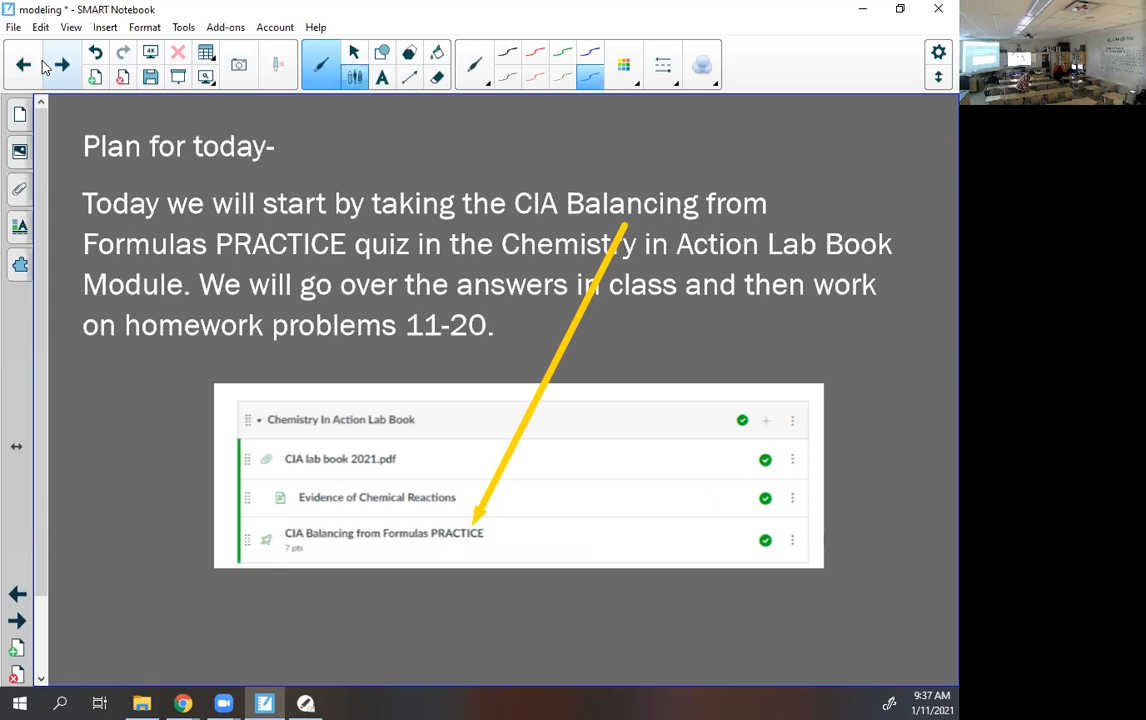 modeling * - SMART Notebook
File Edit View Insert Format Tools Add-ons Account Help
Plan for today-
Today we will start by taking the CIA Balancing from
Formulas PRACTICE quiz in the Chemistry in Action Lab Book
Module. We will go over the answers in class and then work
on homework problems 11-20.
Chemistry In Action Lab Book
CIA lab book 2021.pdf
Evidence of Chemical Reactions
CIA Balancing from Formulas PRACTICE
7 pts
9:37 AM
1/11/2021